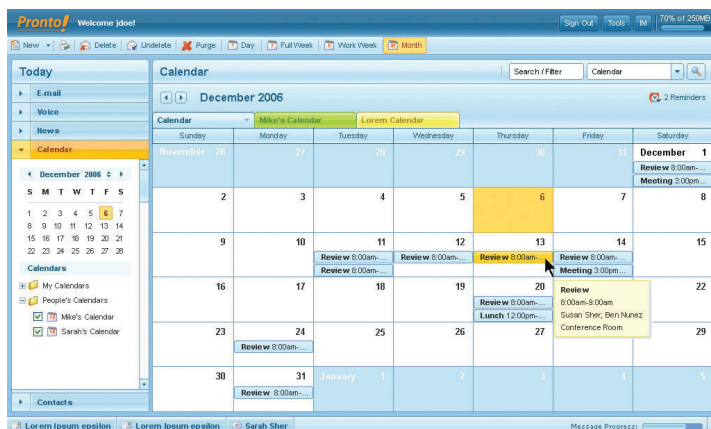 Pronto! Welcome jdoe! Sign Out Tools IM 70% of 250MB
New Delete Undelete Purge Day Full Week Work Week Month
Today
E-mail
Voice
News
Calendar
December 2006
S M T W T F S
1 2 3 4 5 6 7
8 9 10 11 12 13 14
15 16 17 18 19 20 21
22 23 24 25 26 27 28
Calendars
My Calendars
People's Calendars
Mike's Calendar
Sarah's Calendar
Contacts
Calendar Search / Filter Calendar
December 2006 2 Reminders
Calendar Mike's Calendar Lorem Calendar
Sunday Monday Tuesday Wednesday Thursday Friday Saturday
November 26 27 28 29 30 31 December 1
Review 8:00am-...
Meeting 3:00pm...
2 3 4 5 6 7 8
9 10 11 12 13 14 15
Review 8:00am-... Review 8:00am-... Review 8:00am-... Review 8:00am-...
Review 8:00am-... Meeting 3:00pm...
16 17 18 19 20 22
Review 8:00am-...
Lunch 12:00pm-...
Review
8:00am-9:00am
Susan Sher; Ben Nunez
Conference Room
23 24 25 26 27 29
Review 8:00am-...
30 31 January 1 2 3 4 5
Review 8:00am-...
Lorem Ipsum epsilon Lorem Ipsum epsilon Sarah Sher Message Progress: